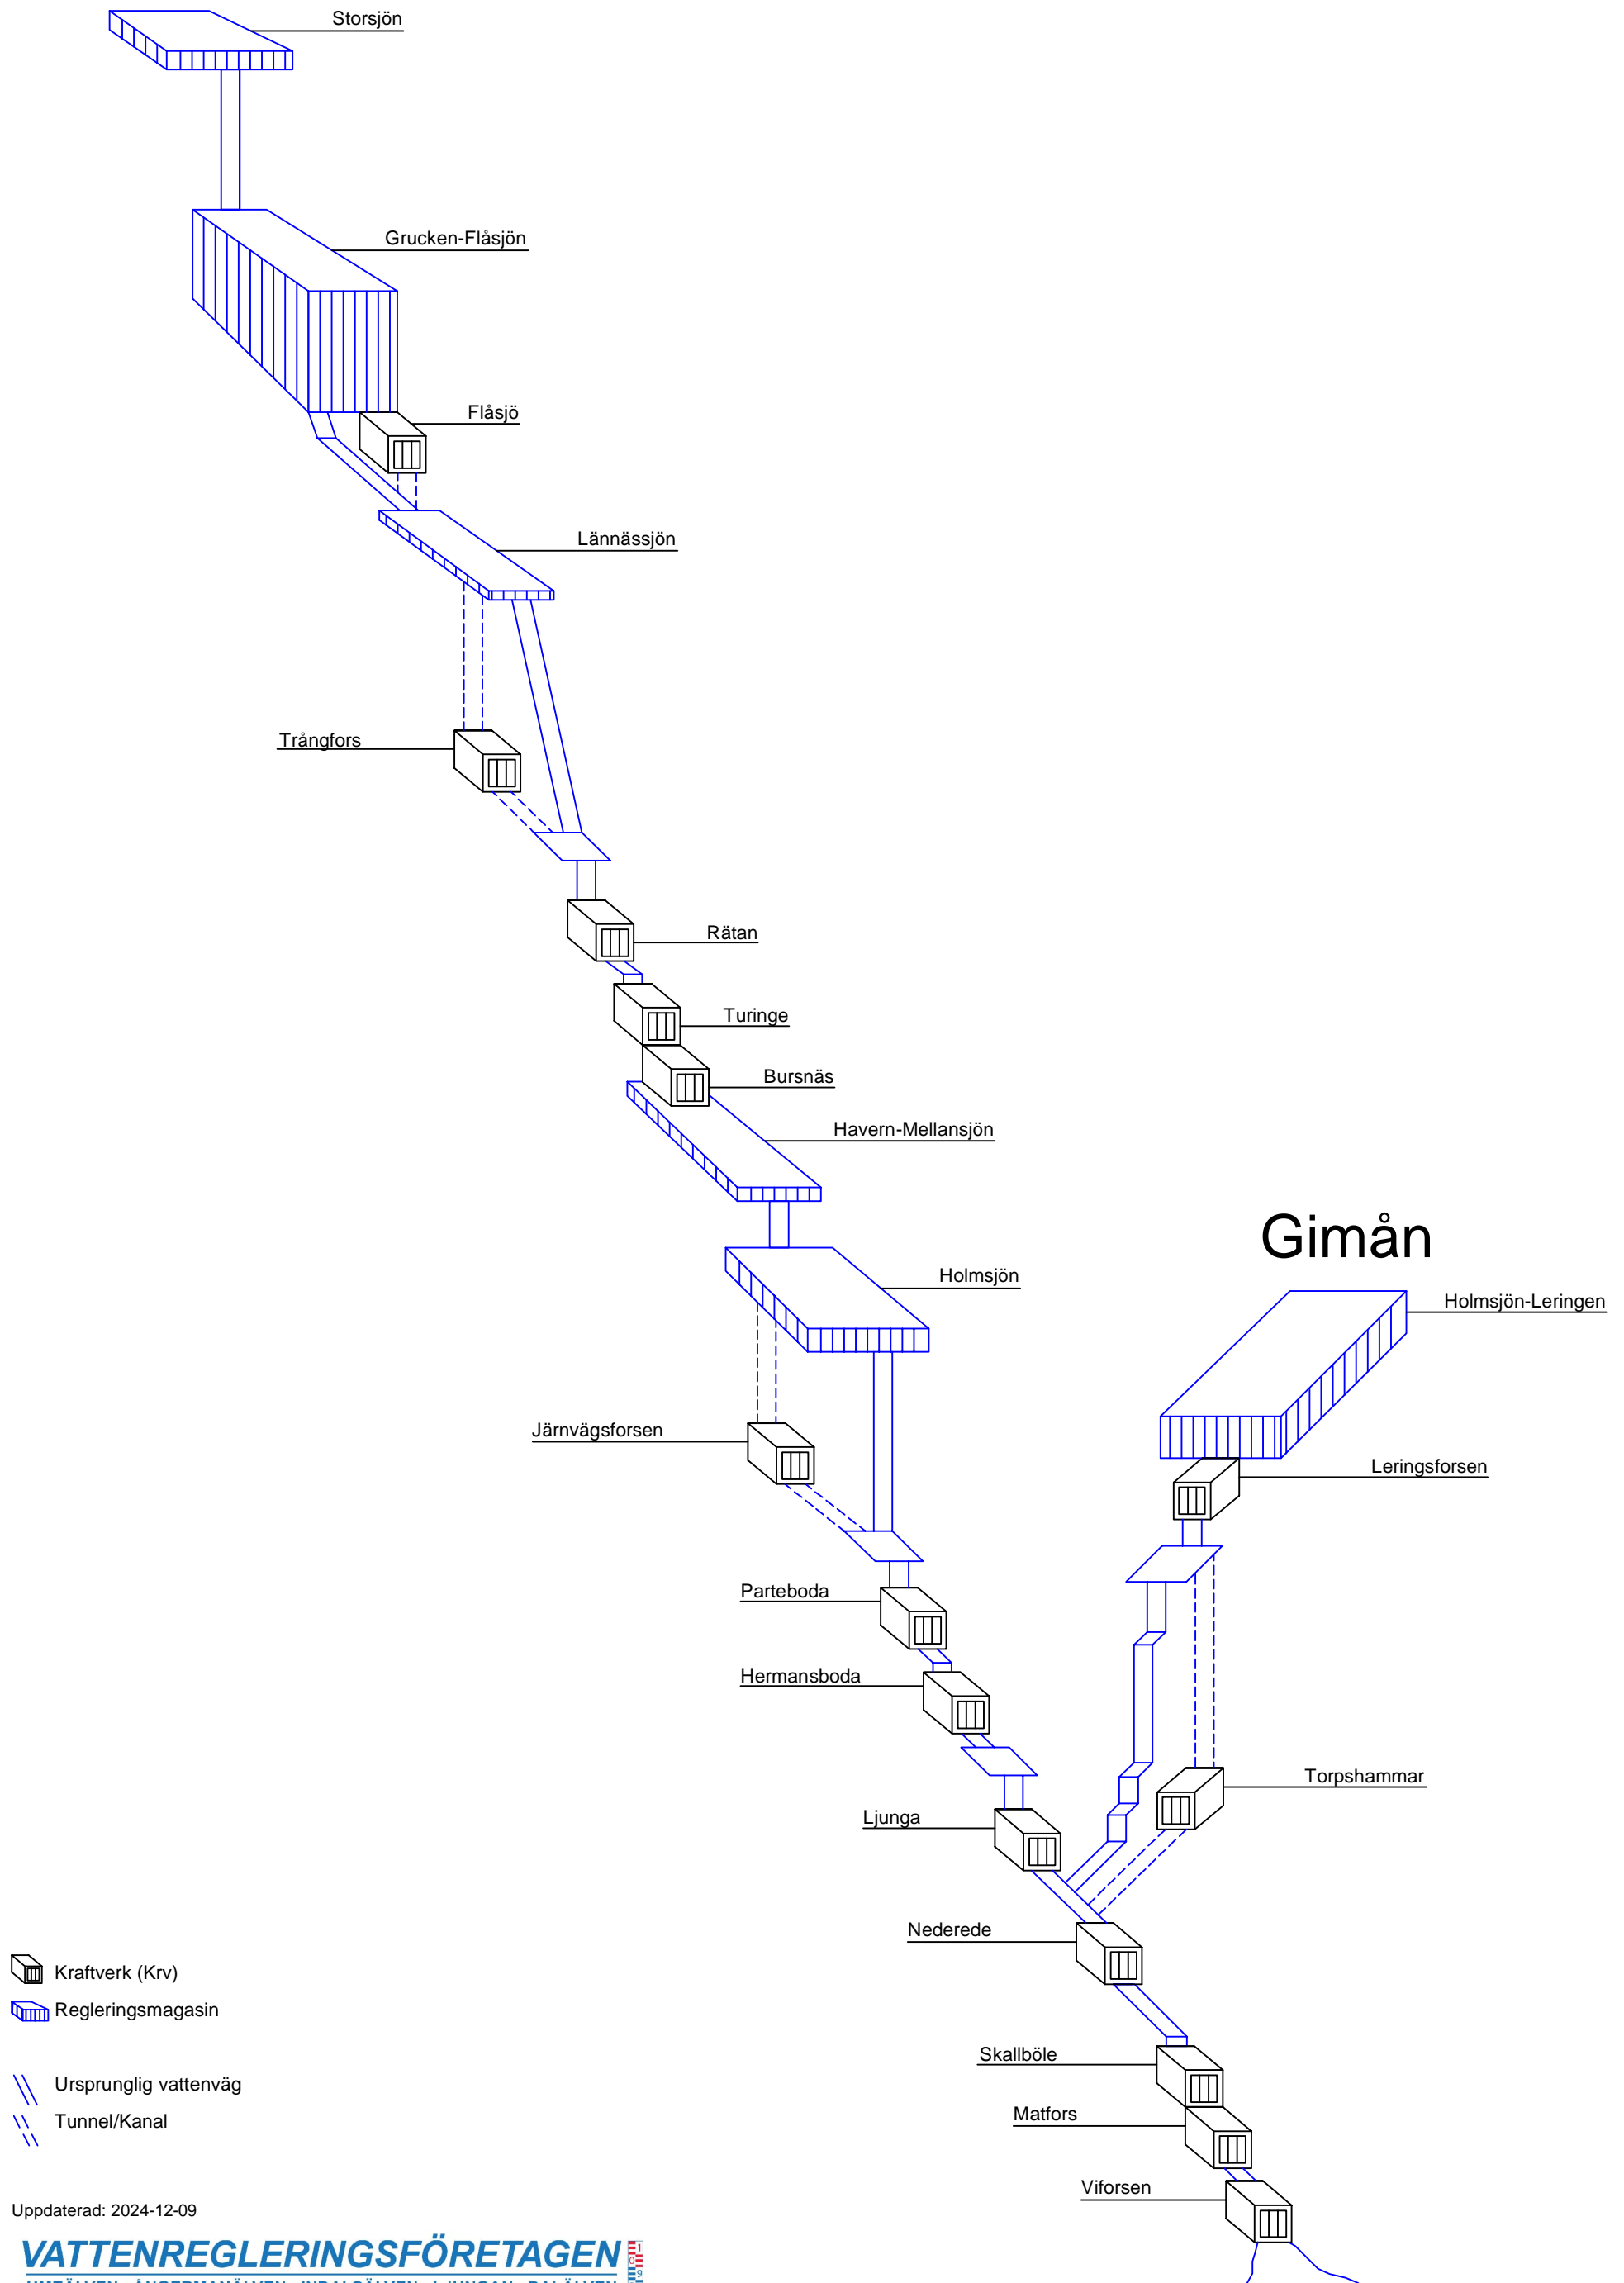 Storsjön
Grucken-Flåsjön
Flåsjö
Lännässjön
Trångfors
Rätan
Turinge
Bursnäs
Havern-Mellansjön
Gimån
Holmsjön
Holmsjön-Leringen
Järnvägsforsen
Leringsforsen
Parteboda
Hermansboda
Torpshammar
Ljunga
Nederede
Kraftverk (Krv)
Regleringsmagasin
Skallböle
Ursprunglig vattenväg
Matfors
Tunnel/Kanal
Viforsen
Uppdaterad: 2024-12-09
VATTENREGLERINGSFÖRETAGEN